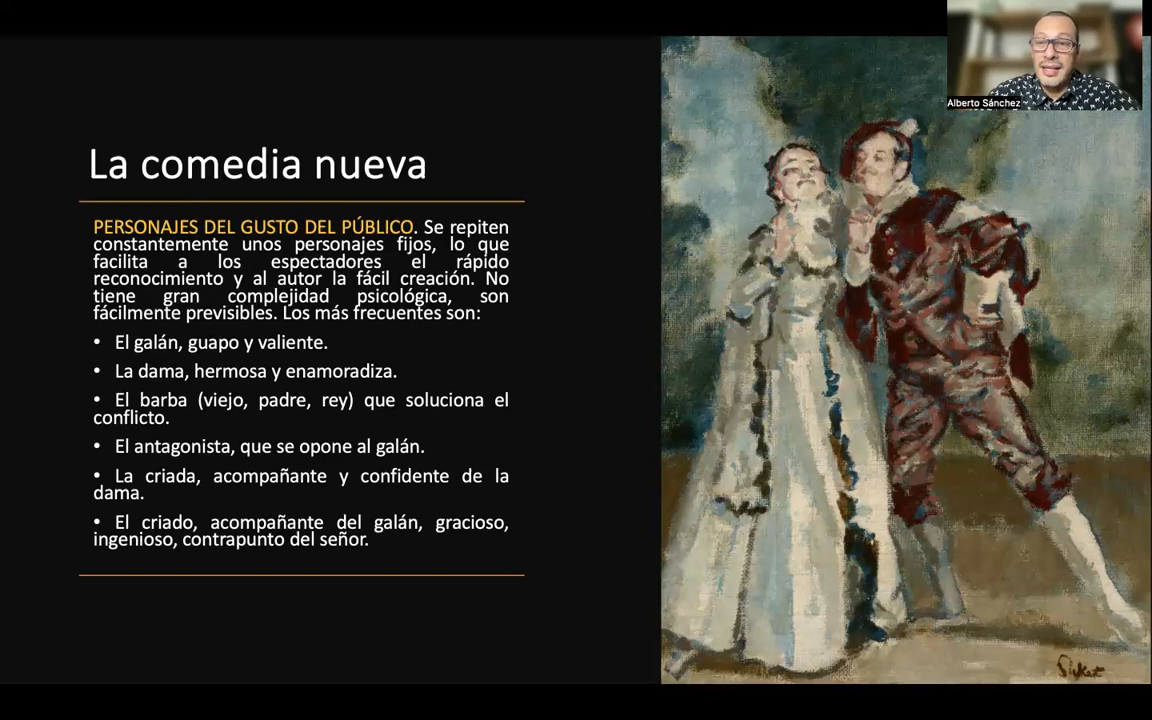 Alberto Sánchez
La comedia nueva
PERSONAJES DEL GUSTO DEL PÚBLICO. Se repiten
constantemente unos personajes fijos, lo que
facilita a los espectadores el rápido
reconocimiento y al autor la fácil creación. No
tiene gran complejidad psicológica, son
fácilmente previsibles. Los más frecuentes son:
• El galán, guapo y valiente.
• La dama, hermosa y enamoradiza.
• El barba (viejo, padre, rey) que soluciona el
conflicto.
• El antagonista, que se opone al galán.
• La criada, acompañante y confidente de la
dama.
• El criado, acompañante del galán, gracioso,
ingenioso, contrapunto del señor.